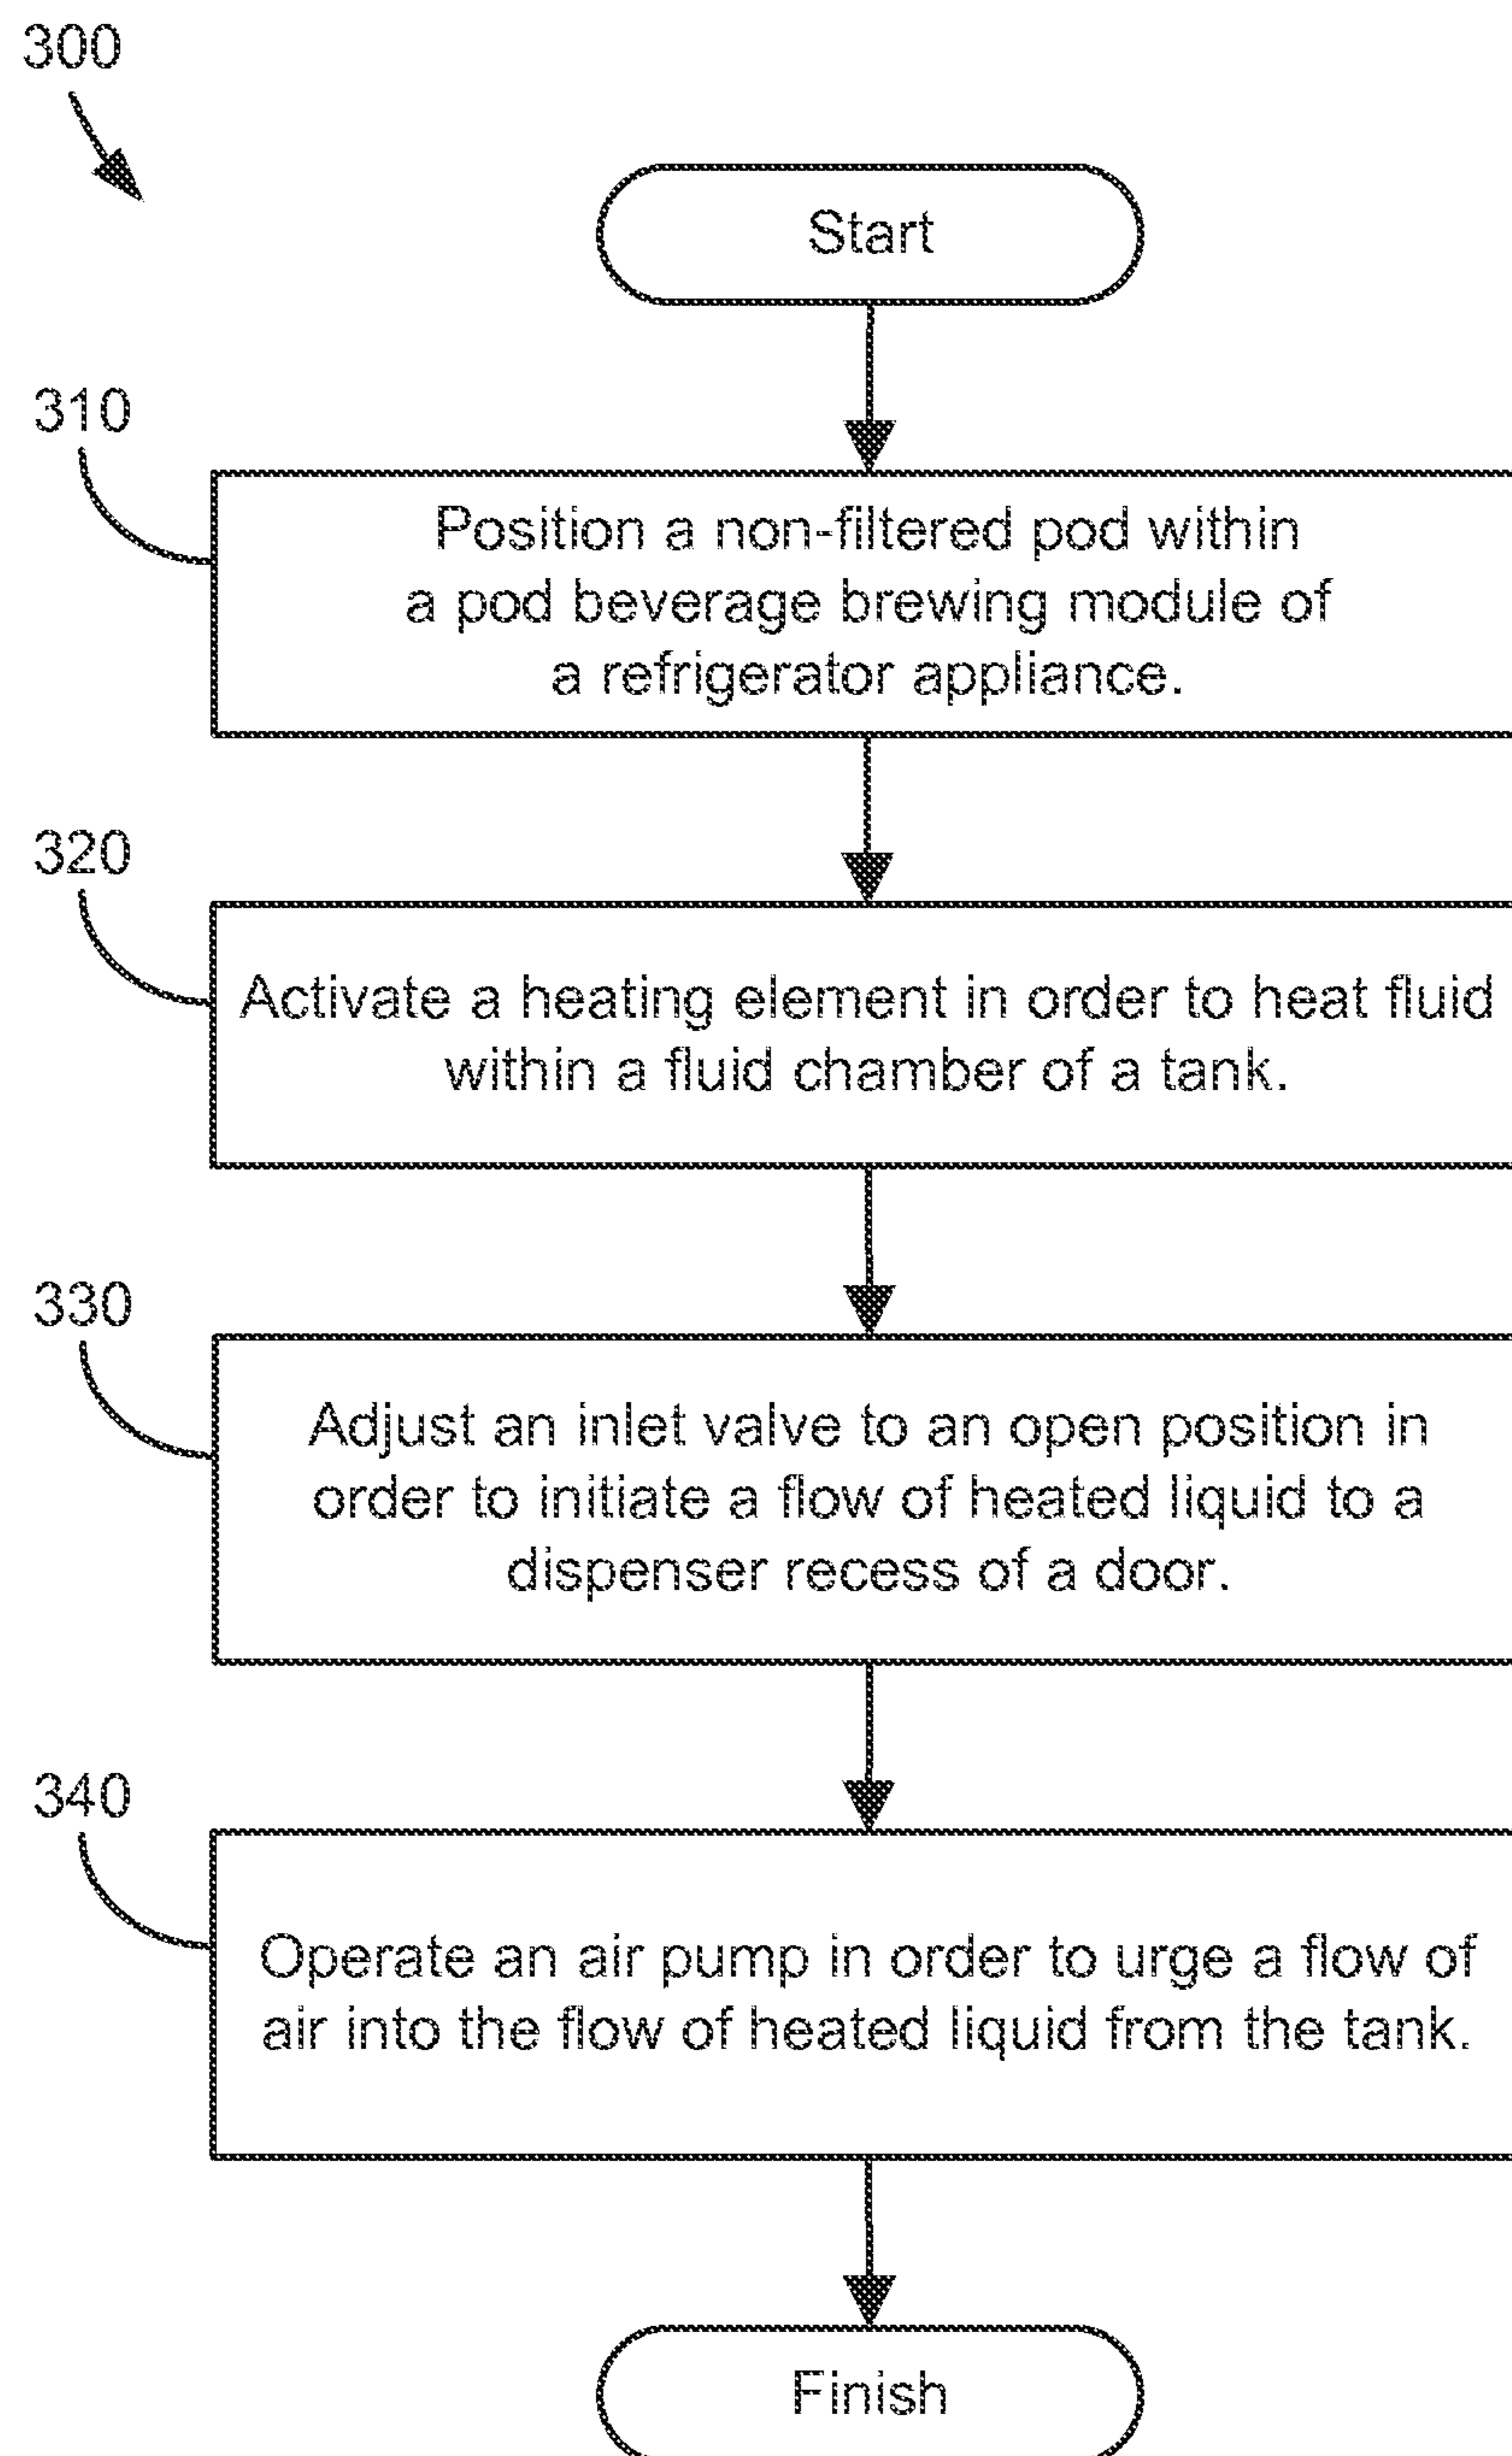 300
Start
310
Position a non-filtered pod within
a pod beverage brewing module of
a refrigerator appliance.
320
Activate a heating element in order to heat fluid
within a fluid chamber of a tank.
330
Adjust an inlet valve to an open position in
order to initiate a flow of heated liquid to a
dispenser recess of a door.
340
Operate an air pump in order to urge a flow of
air into the flow of heated liquid from the tank.
Finish